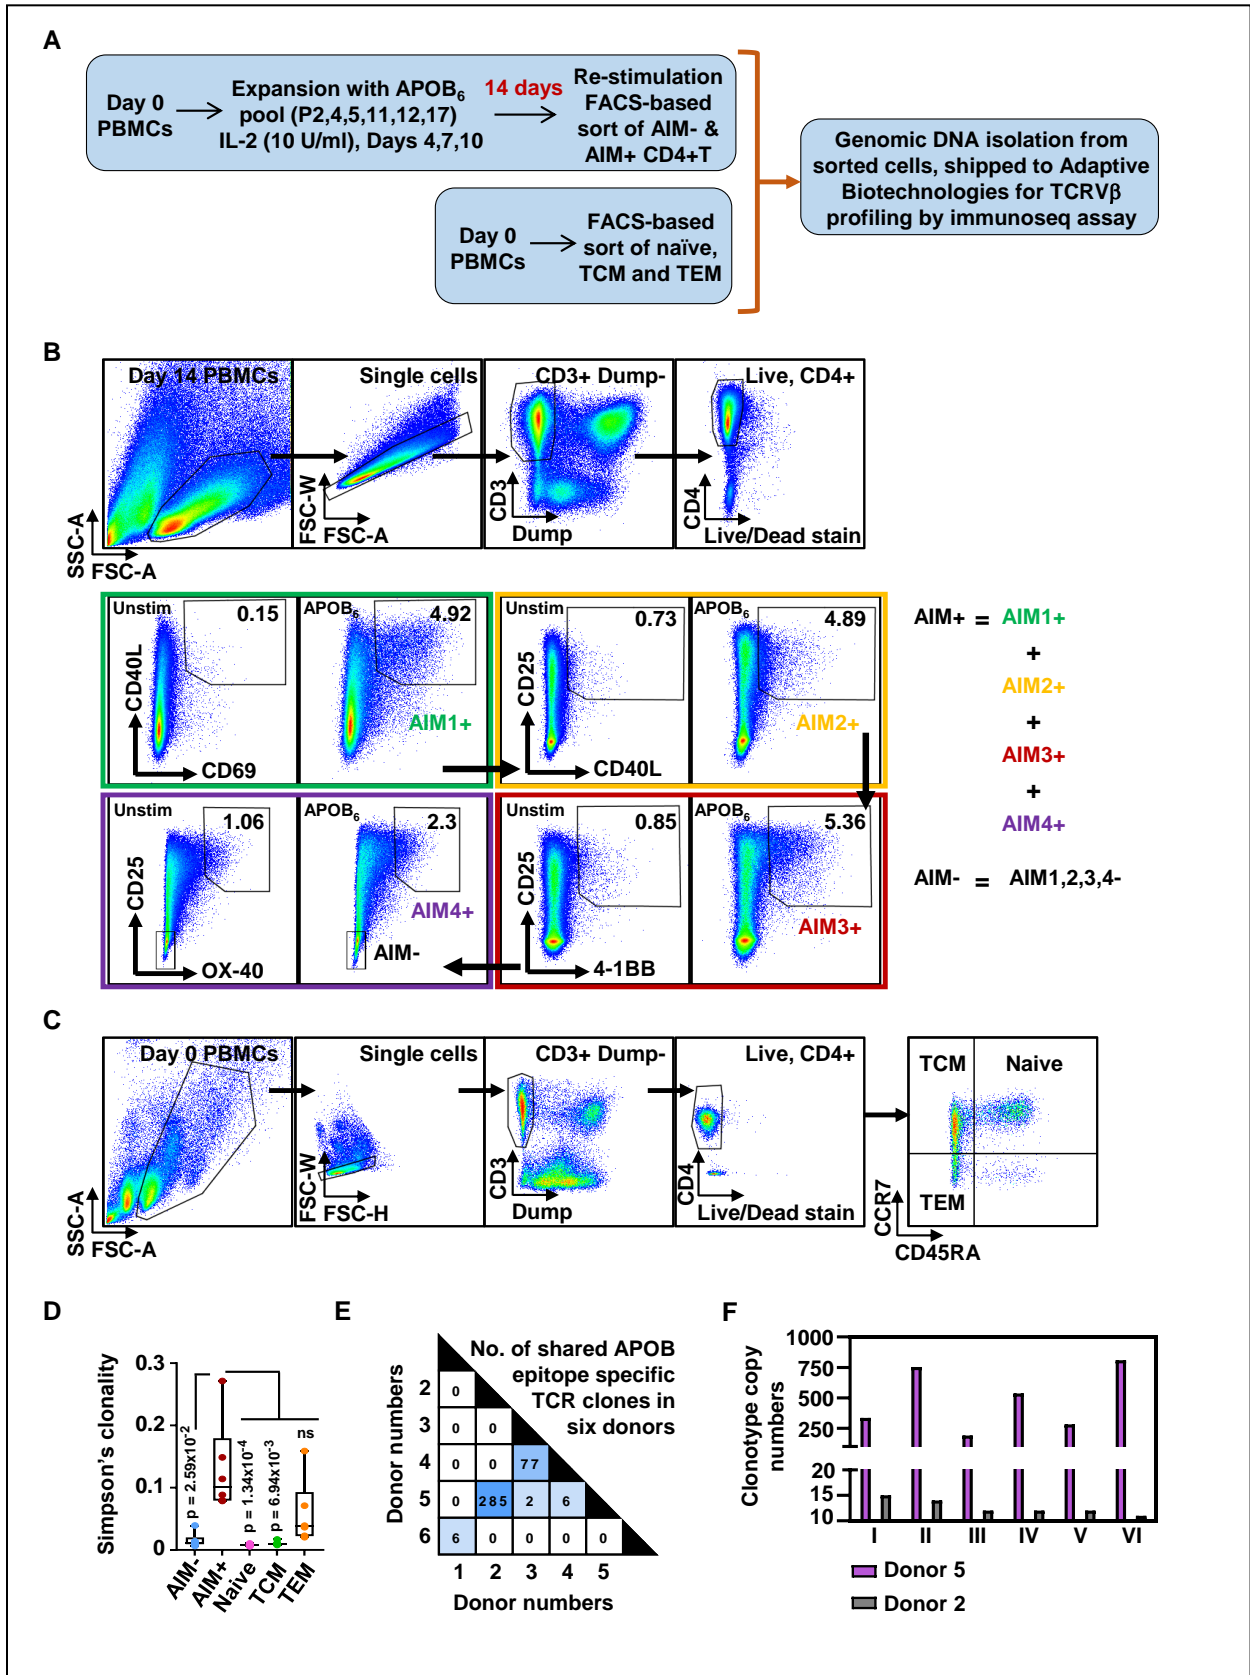 A
Day 0
PBMCs
Expansion with APOB6
pool (P2,4,5,11,12,17)
IL-2 (10 U/ml), Days 4,7,10
14 days
Re-stimulation
FACS-based
sort of AIM- &
AIM+ CD4+T
Genomic DNA isolation from
sorted cells, shipped to Adaptive
Biotechnologies for TCRVβ
profiling by immunoseq assay
Day 0
PBMCs
FACS-based
sort of naïve,
TCM and TEM
B
Day 14 PBMCs
SSC-A
FSC-A
Single cells
FSC-W
FSC-A
CD3+ Dump-
CD3
Dump
Live, CD4+
CD4
Live/Dead stain
Unstim
0.15
CD40L
CD69
APOB6
4.92
AIM1+
Unstim
0.73
CD25
CD40L
APOB6
4.89
AIM2+
Unstim
1.06
CD25
OX-40
APOB6
2.3
AIM4+
AIM-
Unstim
0.85
CD25
4-1BB
APOB6
5.36
AIM3+
AIM+ = AIM1+
+
AIM2+
+
AIM3+
+
AIM4+
AIM- = AIM1,2,3,4-
C
Day 0 PBMCs
SSC-A
FSC-A
Single cells
FSC-W
FSC-H
CD3+ Dump-
CD3
Dump
Live, CD4+
CD4
Live/Dead stain
TCM
Naive
TEM
CCR7
CD45RA
D
Simpson's clonality
0.3
0.2
0.1
0
p = 2.59x10-2
p = 1.34x10-4
p = 6.94x10-3
ns
AIM-
AIM+
Naive
TCM
TEM
E
No. of shared APOB
epitope specific
TCR clones in
six donors
Donor numbers
2
0
3
0 0
4
0 0 77
5
0 285 2 6
6
6 0 0 0 0
1 2 3 4 5
Donor numbers
F
Clonotype copy
numbers
1000
750
500
250
20
15
10
I II III IV V VI
Donor 5
Donor 2